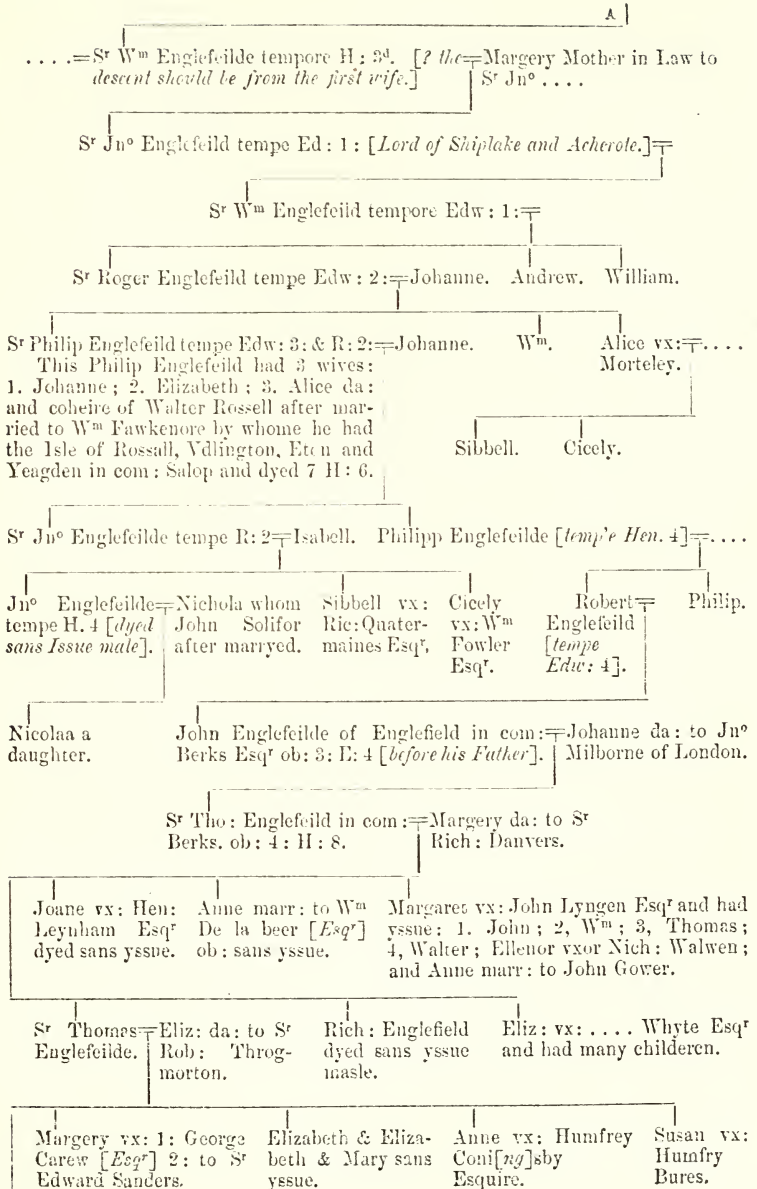 A
. . . .=Sʳ Wᵐ Englefeilde tempore H : 3ᵈ. [? the=Margery Mother in Law to
descent should be from the first wife.] Sʳ Jnº . . . .
Sʳ Jnº Englefeild tempe Ed : 1 : [Lord of Shiplake and Acherote.]=
Sʳ Wᵐ Englefeild tempore Edw : 1 :=
Sʳ Roger Englefeild tempe Edw : 2 :=Johanne. Andrew. William.
Sʳ Philip Englefeild tempe Edw: 3: & R: 2:=Johanne. Wᵐ. Alice vx:=. . . .
This Philip Englefeild had 3 wives: Morteley.
1. Johanne ; 2. Elizabeth ; 3. Alice da:
and coheire of Walter Rossell after mar-
ried to Wᵐ Fawkenore by whome he had
the Isle of Rossall, Ydlington, Eten and Sibbell. Cicely.
Yeagden in com : Salop and dyed 7 H : 6.
Sʳ Jnº Englefeilde tempe R: 2=Isabell. Philipp Englefeilde [temp'e Hen. 4]=. . . .
Jnº Englefeilde=Nichola whom Sibbell vx: Cicely Robert= Philip.
tempe H. 4 [dyed John Solifor Ric: Quater- vx: Wᵐ Englefeild
sans Issue male]. after marryed. maines Esqʳ. Fowler [tempe
Esqʳ. Edw: 4].
Nicolaa a John Englefeilde of Englefield in com:=Johanne da: to Jnº
daughter. Berks Esqʳ ob: 3: E: 4 [before his Father]. Milborne of London.
Sʳ Tho: Englefeild in com :=Margery da: to Sʳ
Berks. ob: 4: H: 8. Rich: Danvers.
Joane vx: Hen: Anne marr: to Wᵐ Margares vx: John Lyngen Esqʳ and had
Leynham Esqʳ De la beer [Esqʳ] yssue: 1. John ; 2, Wᵐ ; 3, Thomas ;
dyed sans yssue. ob: sans yssue. 4, Walter ; Ellenor vxor Nich: Walwen ;
and Anne marr: to John Gower.
Sʳ Thomas=Eliz: da: to Sʳ Rich: Englefield Eliz: vx: . . . . Whyte Esqʳ
Englefeilde. Rob: Throg- dyed sans yssue and had many childeren.
morton. masle.
Margery vx: 1: George Elizabeth & Eliza- Anne vx: Humfrey Susan vx:
Carew [Esqʳ] 2: to Sʳ beth & Mary sans Coni[ng]sby Humfry
Edward Sanders. yssue. Esquire. Bures.